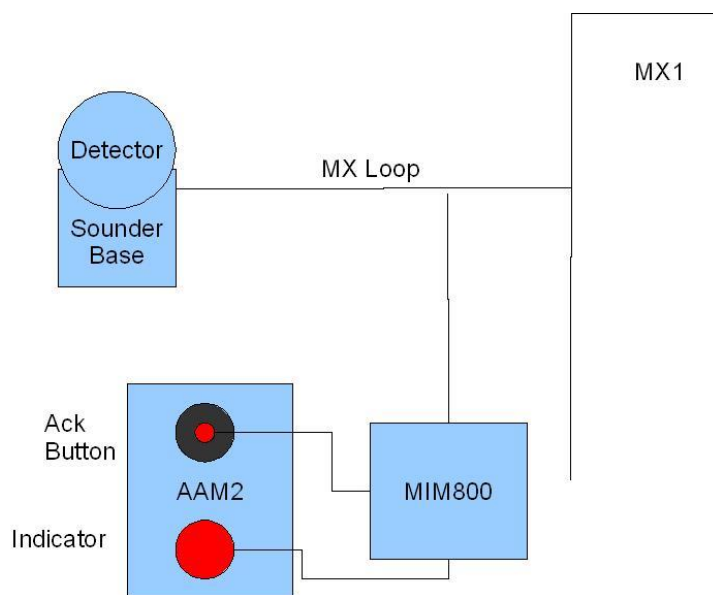 MX1
Detector
MX Loop
Sounder
Base
Ack
Button
AAM2
MIM800
Indicator